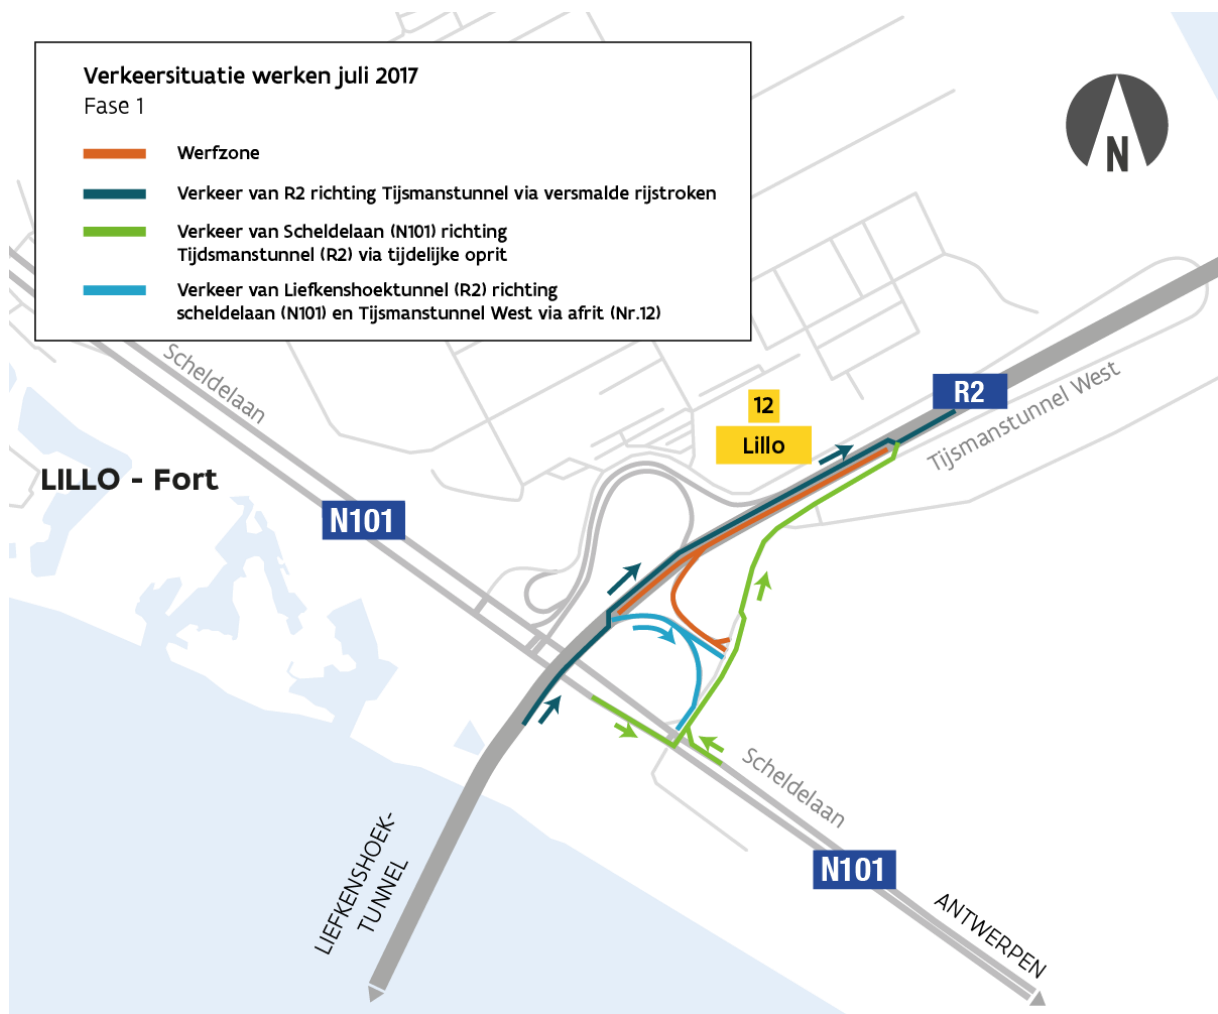 Verkeersituatie werken juli 2017
Fase 1
Werfzone
Verkeer van R2 richting Tijsmanstunnel via versmalde rijstroken
Verkeer van Scheldelaan (N101) richting
Tijdsmanstunnel (R2) via tijdelijke oprit
Verkeer van Liefkenshoektunnel (R2) richting
scheldelaan (N101) en Tijsmanstunnel West via afrit (Nr.12)
N
Scheldelaan
R2
Tijsmanstunnel West
12
Lillo
LILLO - Fort
N101
Scheldelaan
LIEFKENSHOEK-
TUNNEL
N101
ANTWERPEN